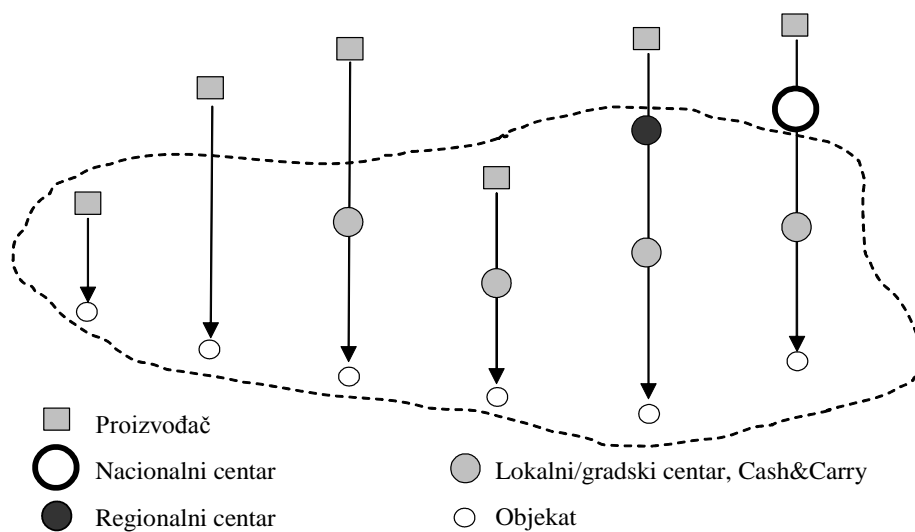 Proizvođač
Nacionalni centar
Lokalni/gradski centar, Cash&Carry
Regionalni centar
Objekat